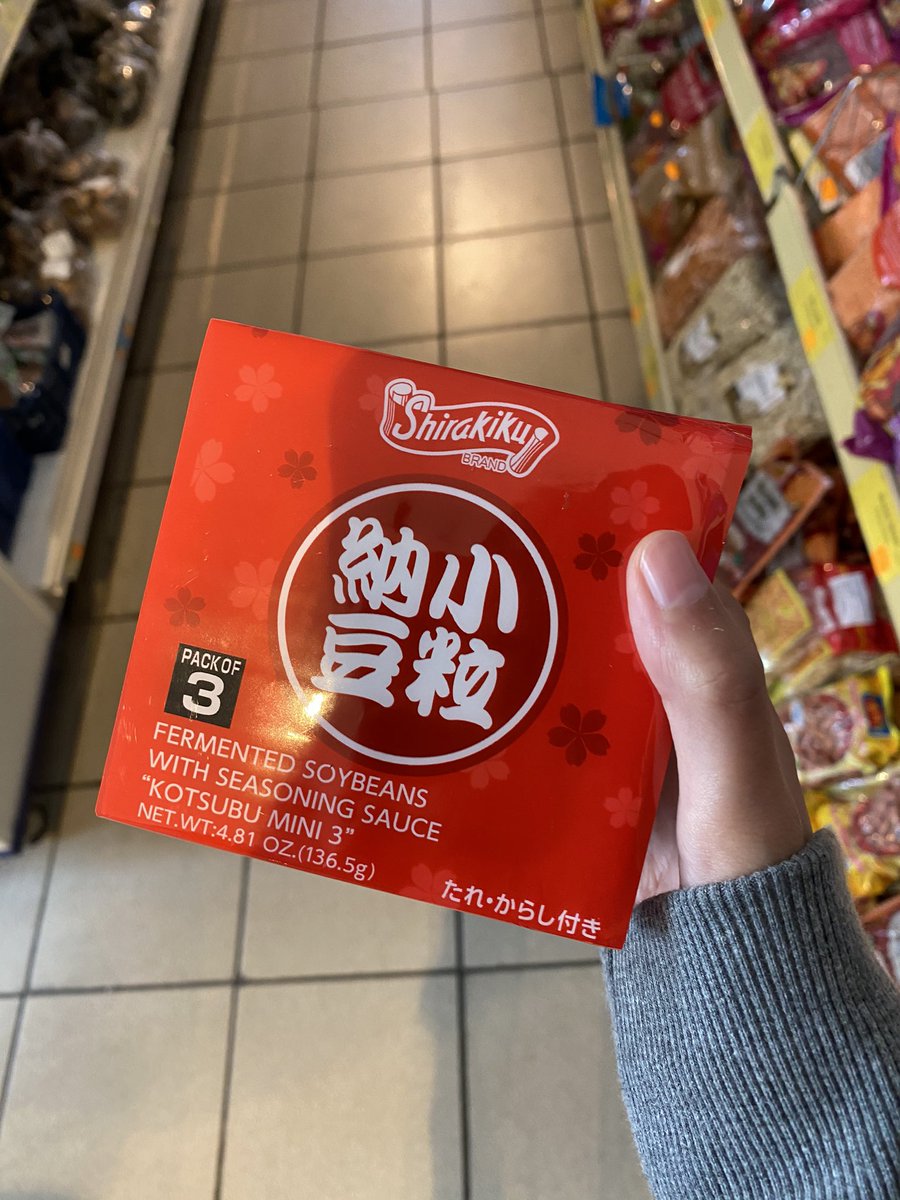 Shirakiku
BRAND
小粒
納豆
PACK OF
3
FERMENTED SOYBEANS
WITH SEASONING SAUCE
“KOTSUBU MINI 3”
NET.WT:4.81 OZ.(136.5g)
たれ・からし付き